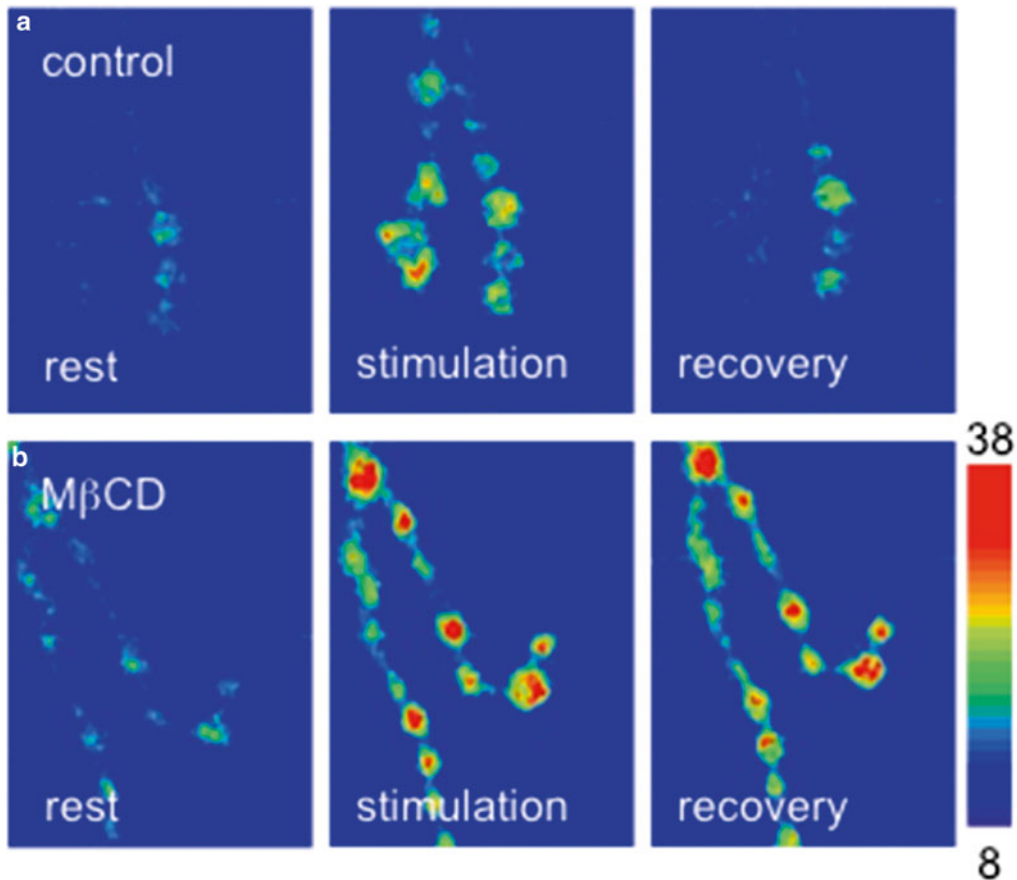 a
control
rest
stimulation
recovery
b
MβCD
rest
stimulation
recovery
38
8